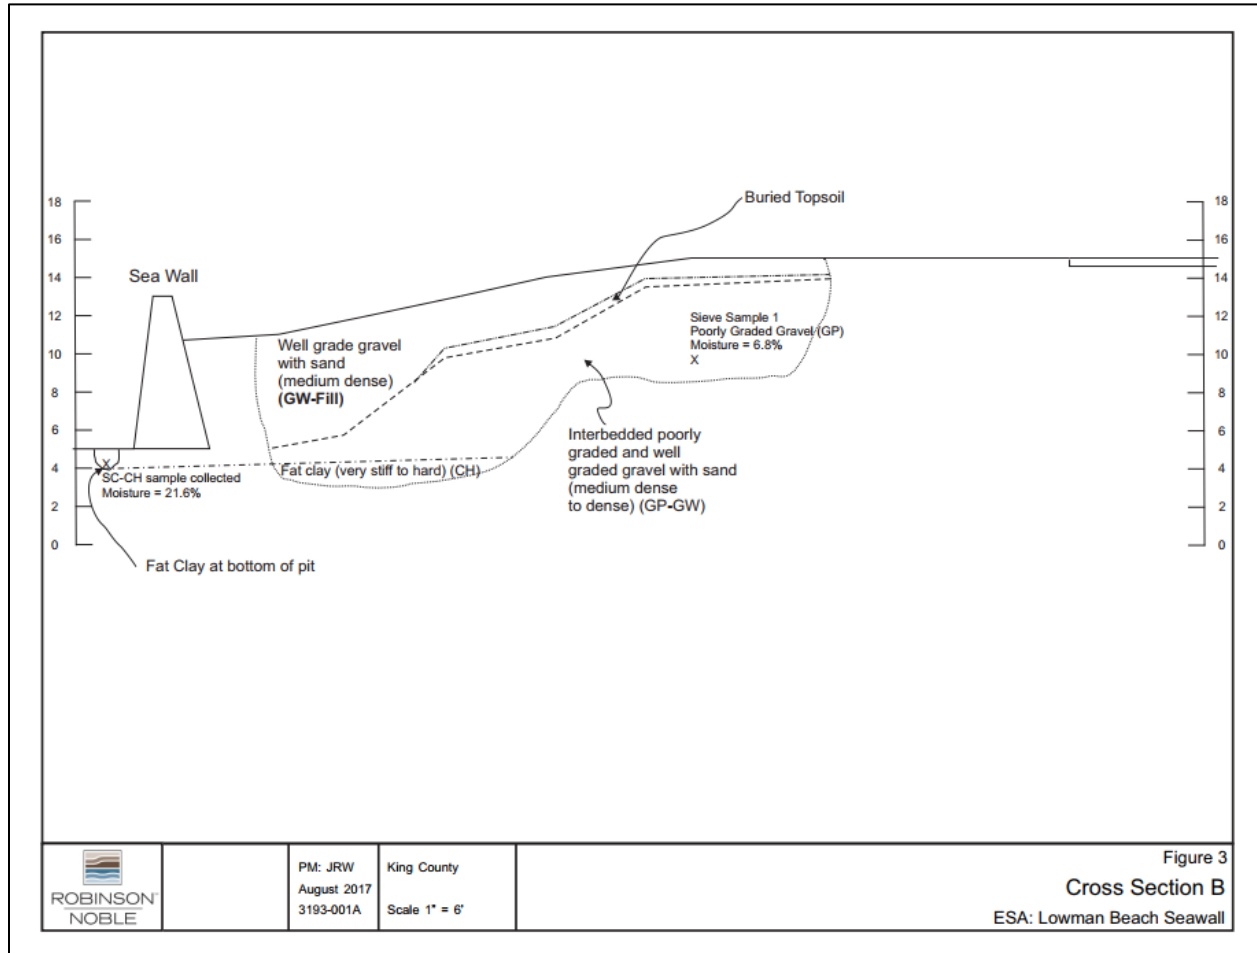 Buried Topsoil
18
16
14
12
10
8
6
4
2
0
18
16
14
12
10
8
6
4
2
0
Sea Wall
Well grade gravel
with sand
(medium dense)
(GW-Fill)
Sieve Sample 1
Poorly Graded Gravel (GP)
Moisture = 6.8%
X
Interbedded poorly
graded and well
graded gravel with sand
(medium dense
to dense) (GP-GW)
X
SC-CH sample collected
Moisture = 21.6%
Fat clay (very stiff to hard) (CH)
Fat Clay at bottom of pit
ROBINSON
NOBLE
PM: JRW
August 2017
3193-001A
King County
Scale 1" = 6'
Figure 3
Cross Section B
ESA: Lowman Beach Seawall